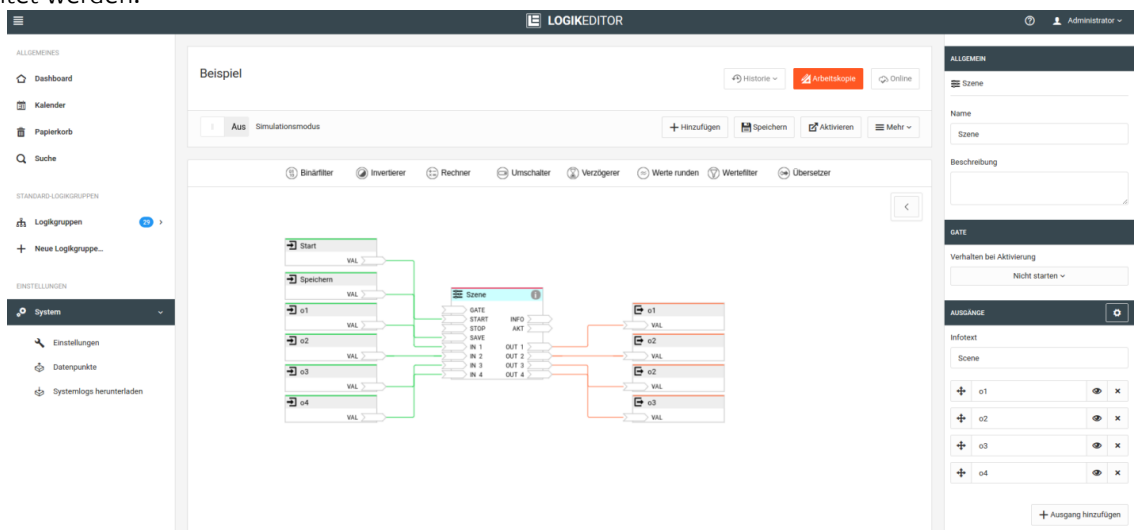 tet werden.
LOGIKEDITOR
Administrator
ALLGEMEINES
Dashboard
Kalender
Papierkorb
Suche
STANDARD-LOGIKGRUPPEN
Logikgruppen 29
Neue Logikgruppe...
EINSTELLUNGEN
System
Einstellungen
Datenpunkte
Systemlogs herunterladen
Beispiel
Historie
Arbeitskopie
Online
Aus Simulationsmodus
Hinzufügen
Speichern
Aktivieren
Mehr
Binärfilter
Invertierer
Rechner
Umschalter
Verzögerer
Werte runden
Wertefilter
Übersetzer
Start
VAL
Speichern
VAL
o1
VAL
o2
VAL
o3
VAL
o4
VAL
Szene
GATE
START INFO
STOP AKT
SAVE
IN 1 OUT 1
IN 2 OUT 2
IN 3 OUT 3
IN 4 OUT 4
o1
VAL
o2
VAL
o2
VAL
o3
VAL
ALLGEMEIN
Szene
Name
Szene
Beschreibung
GATE
Verhalten bei Aktivierung
Nicht starten
AUSGÄNGE
Infotext
Scene
o1
o2
o3
o4
Ausgang hinzufügen